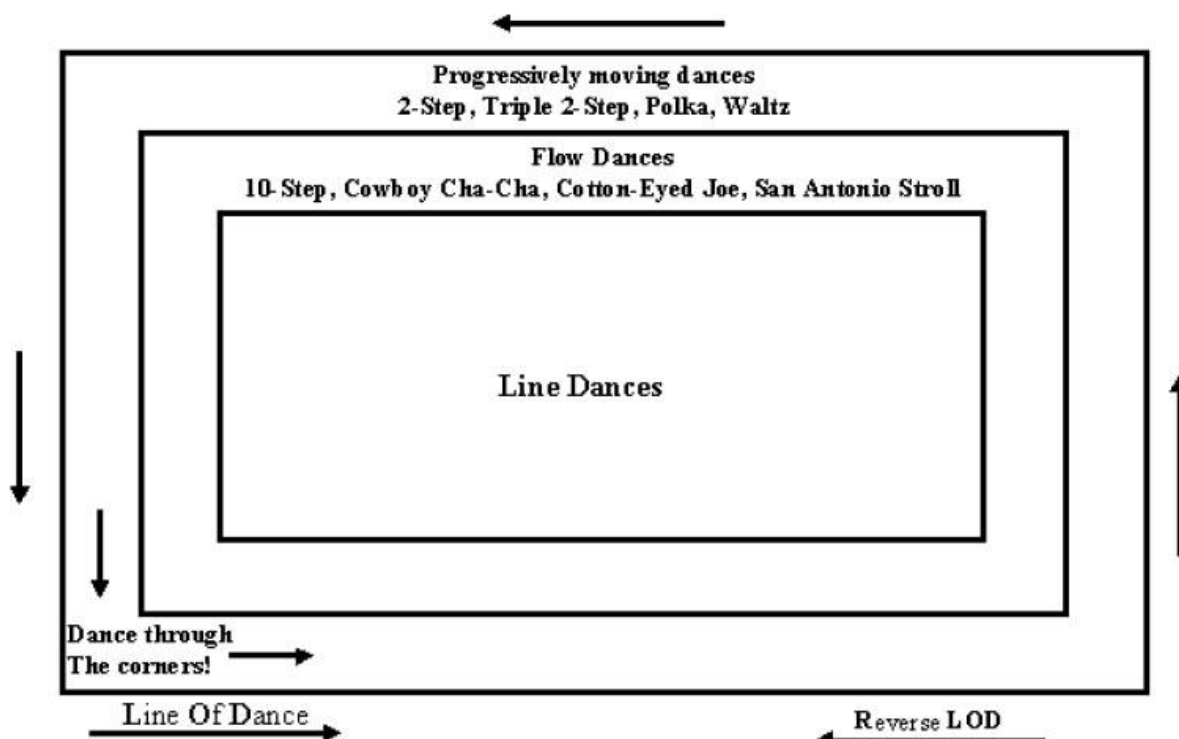 Progressively moving dances
2-Step, Triple 2-Step, Polka, Waltz
Flow Dances
10-Step, Cowboy Cha-Cha, Cotton-Eyed Joe, San Antonio Stroll
Line Dances
Dance through
The corners!
Line Of Dance
Reverse LOD